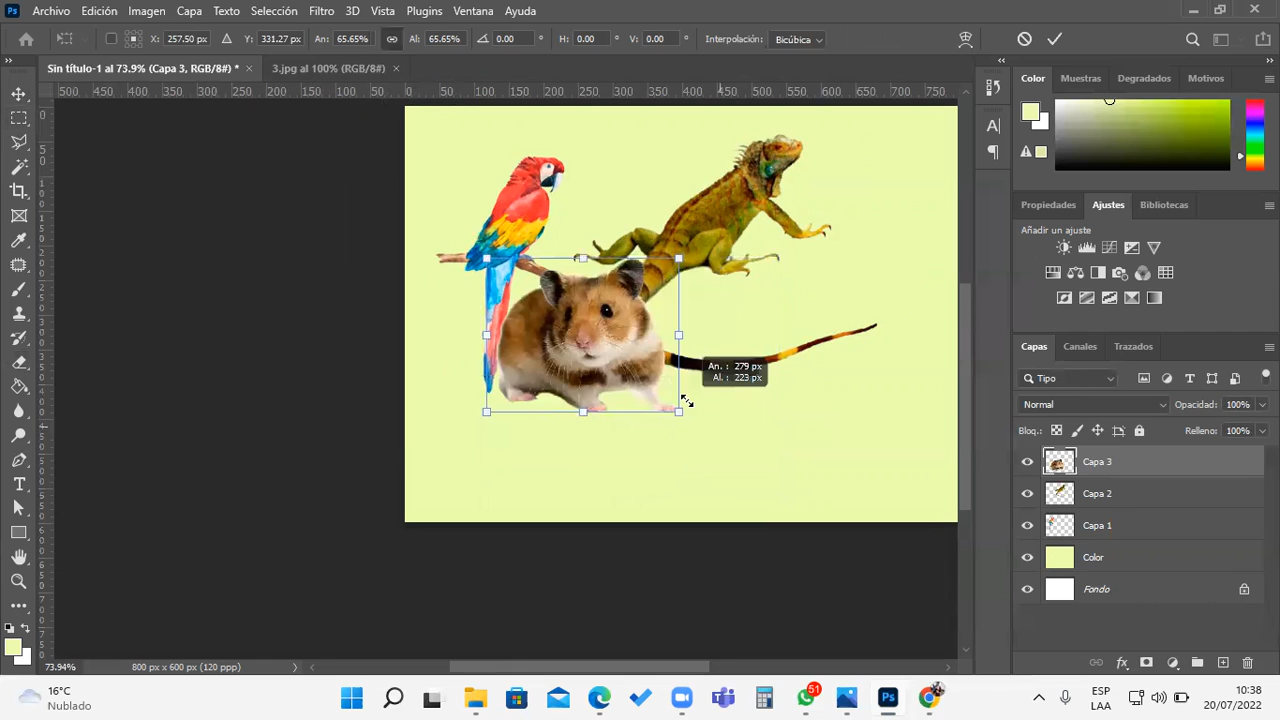 Ps Archivo Edición Imagen Capa Texto Selección Filtro 3D Vista Plugins Ventana Ayuda
X: 257.50 px Y: 331.27 px An: 65.65% Al: 65.65% 0.00 ° H: 0.00 ° V: 0.00 ° Interpolación: Bicúbica
Sin título-1 al 73.9% (Capa 3, RGB/8#) * × 3.jpg al 100% (RGB/8#) ×
500 450 400 350 300 250 200 150 100 50 0 50 100 150 200 250 300 350 400 450 500 550 600 650 700 750
Color Muestras Degradados Motivos
Propiedades Ajustes Bibliotecas
Añadir un ajuste
An. : 279 px
Al. : 223 px
Capas Canales Trazados
Tipo
Normal Opacidad: 100%
Bloq.: Relleno: 100%
Capa 3
Capa 2
Capa 1
Color
Fondo
fx
73.94% 800 px x 600 px (120 ppp)
16°C
Nublado
51
Ps
ESP
LAA
10:38
20/07/2022